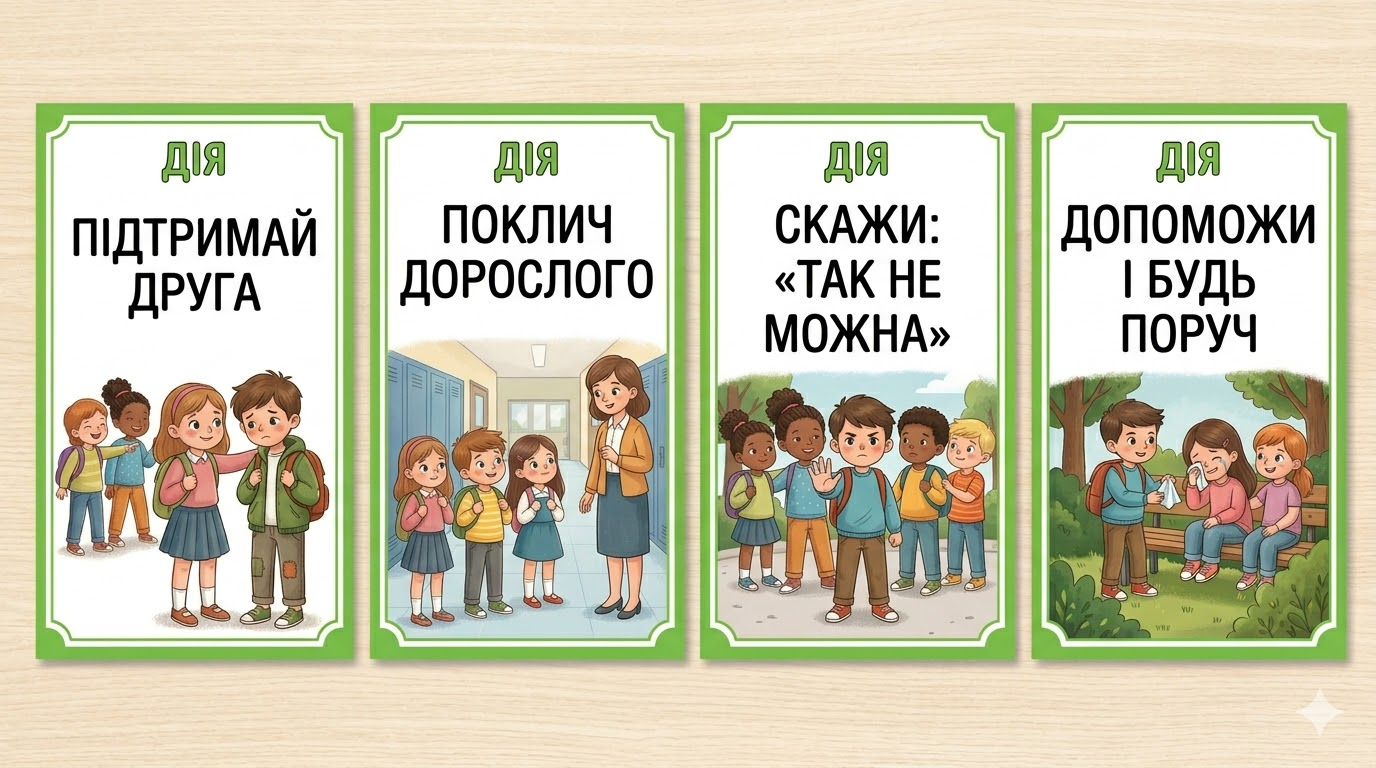 ДІЯ
ПІДТРИМАЙ
ДРУГА
ДІЯ
ПОКЛИЧ
ДОРОСЛОГО
ДІЯ
СКАЖИ:
«ТАК НЕ
МОЖНА»
ДІЯ
ДОПОМОЖИ
І БУДЬ
ПОРУЧ